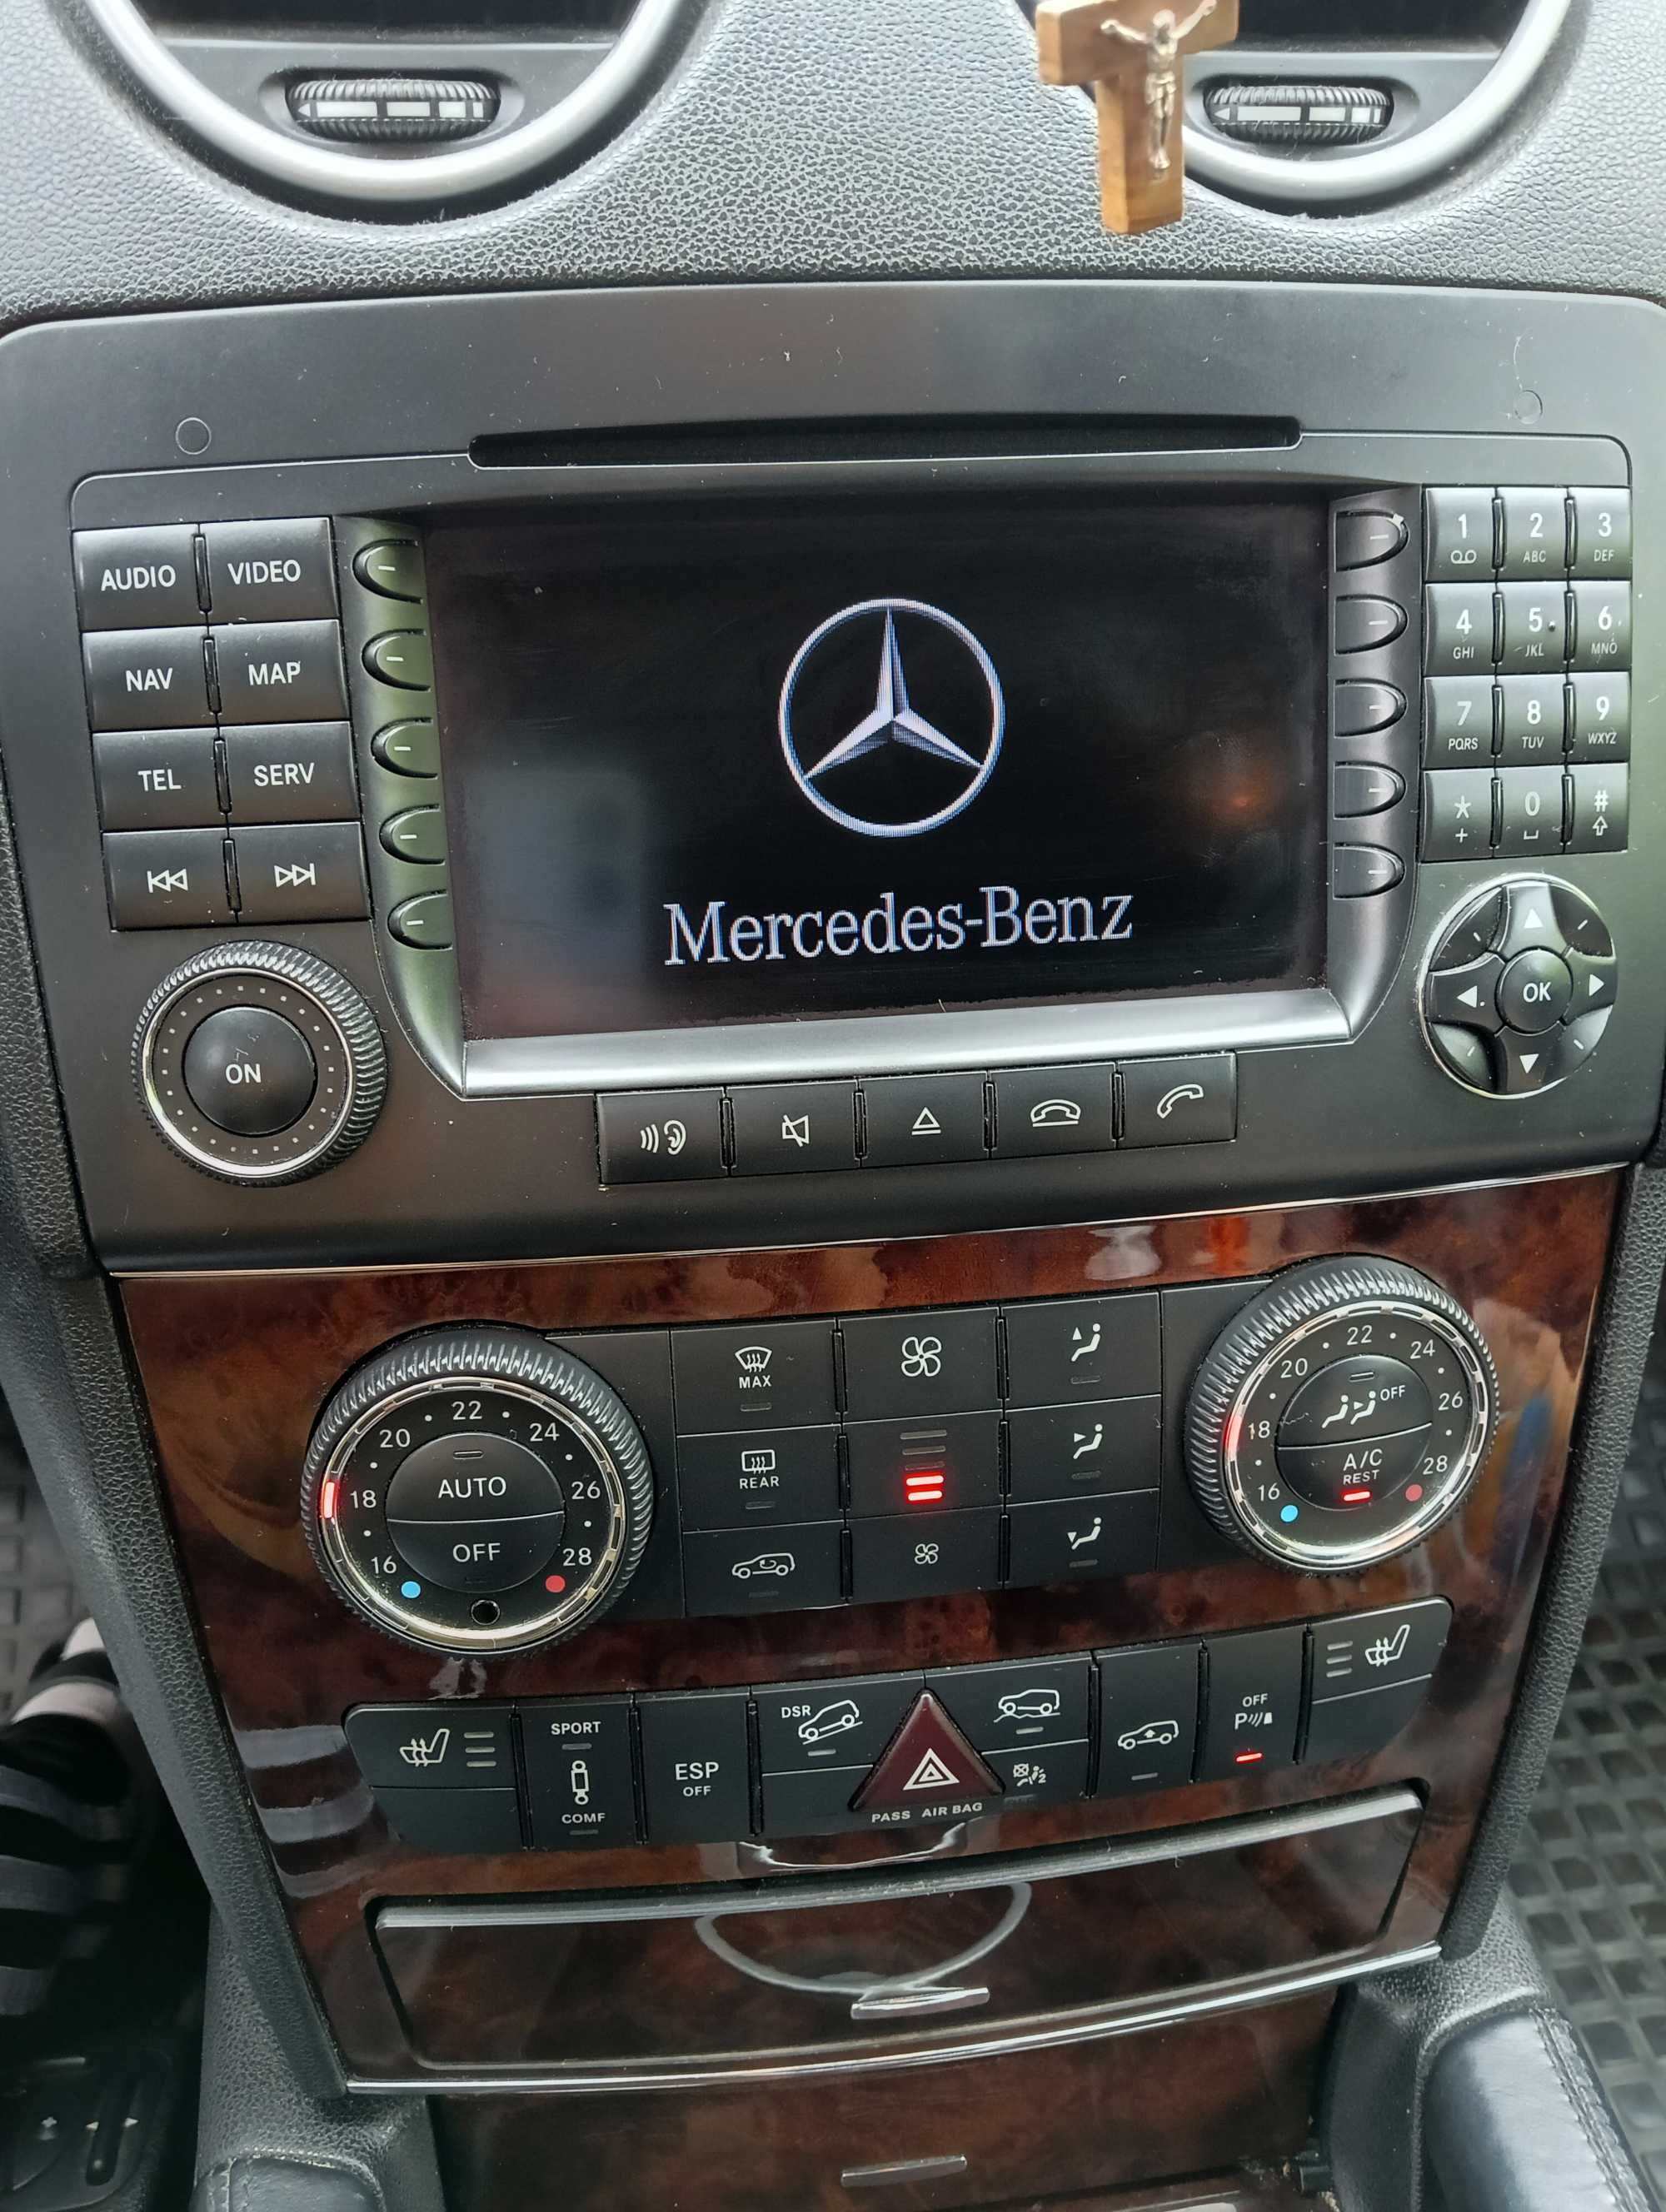 AUDIO VIDEO
NAV MAP
TEL SERV
ON
Mercedes-Benz
1 2 3
ABC DEF
4 5 6
GHI JKL MNO
7 8 9
PQRS TUV WXYZ
* 0 #
+
OK
20 22 24
18 AUTO 26
16 OFF 28
MAX
REAR
20 22 24
18 OFF 26
16 A/C 28
REST
SPORT
COMF
ESP
OFF
DSR
PASS AIR BAG
2
OFF
P